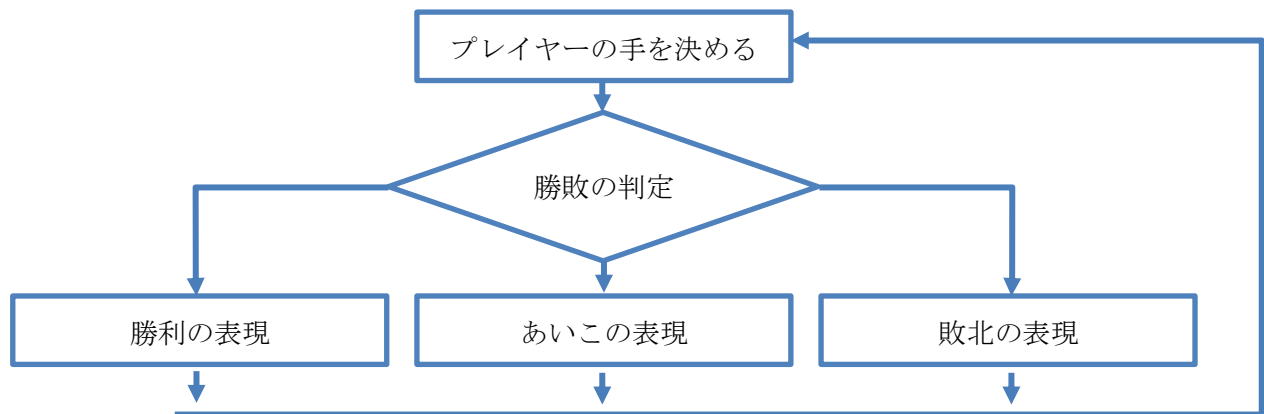 プレイヤーの手を決める
勝敗の判定
勝利の表現
あいこの表現
敗北の表現